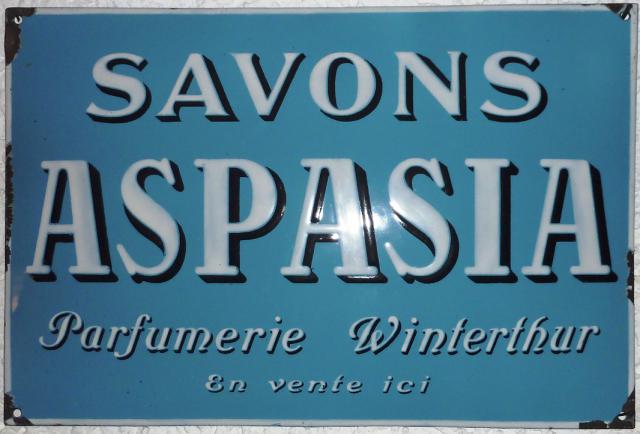 SAVONS
ASPASIA
Parfumerie Winterthur
En vente ici